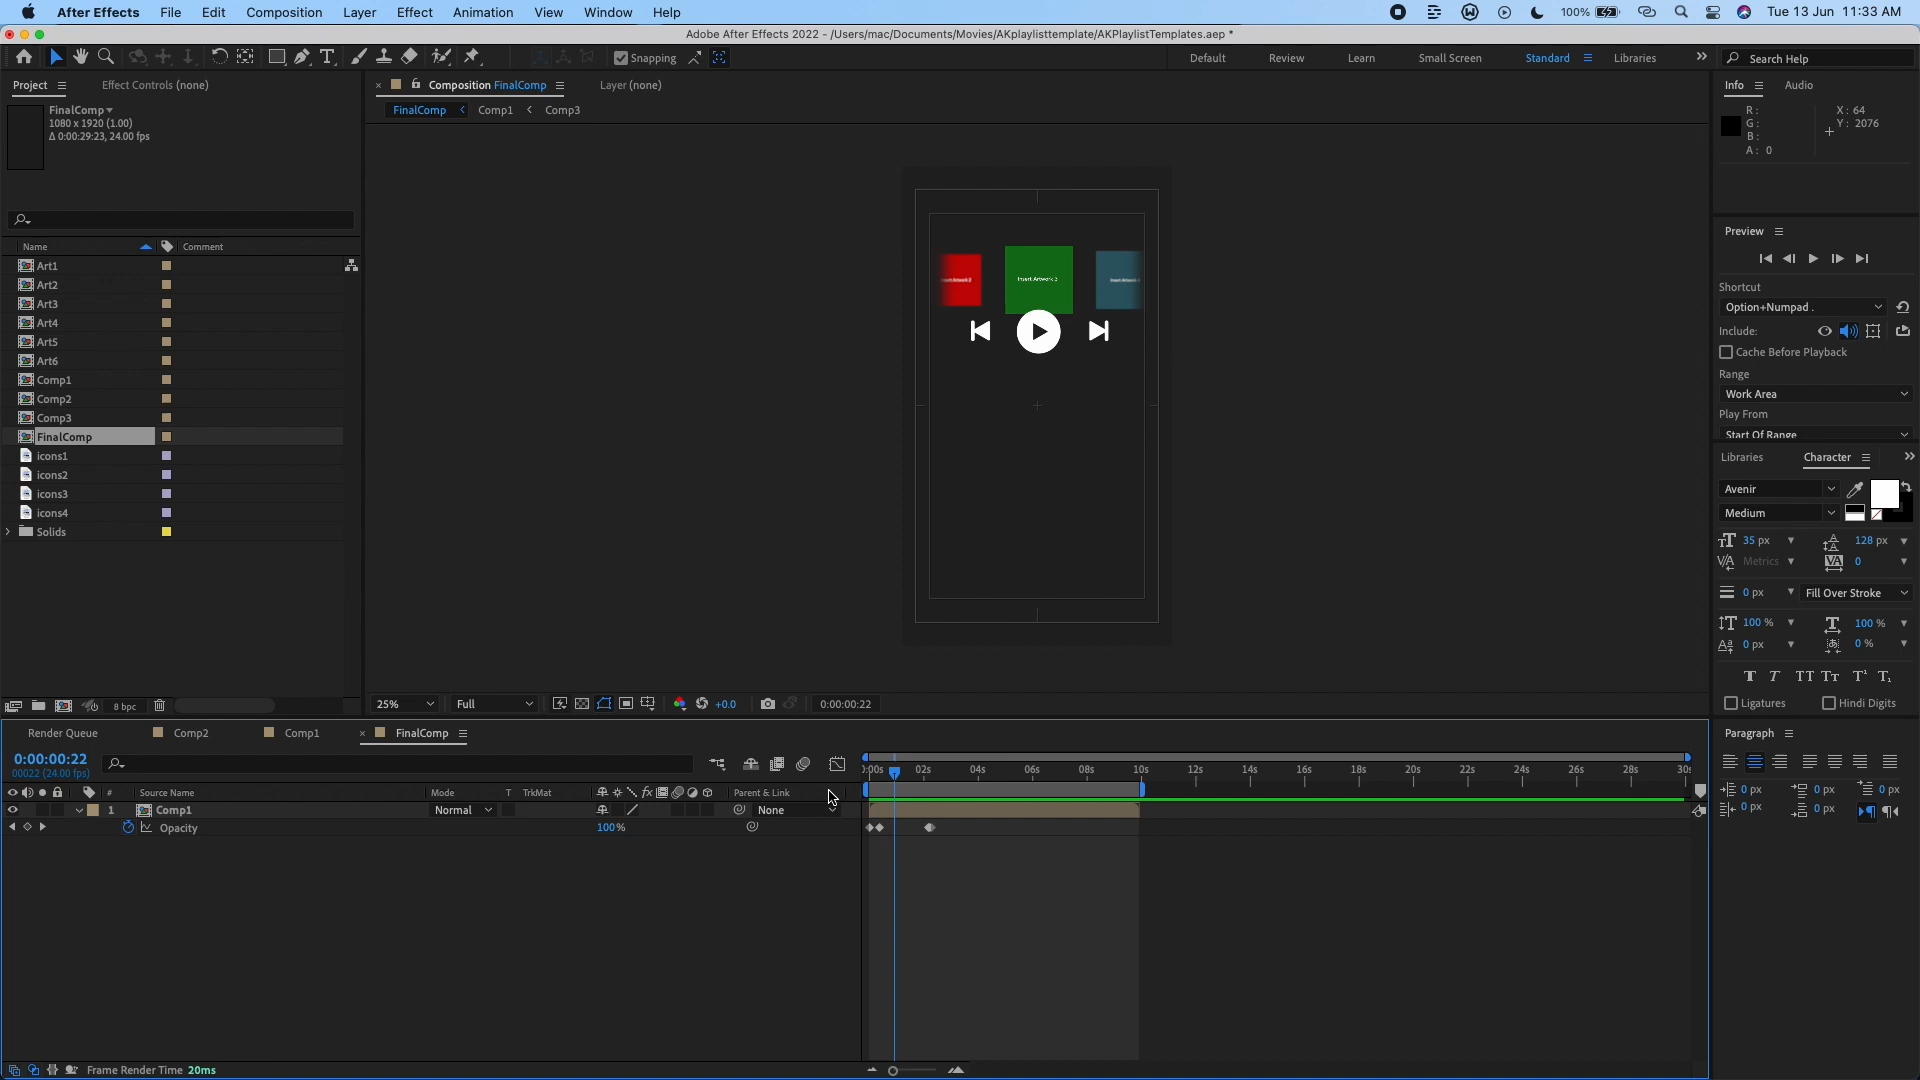 After Effects File Edit Composition Layer Effect Animation View Window Help 100% Tue 13 Jun 11:33 AM
Adobe After Effects 2022 - /Users/mac/Documents/Movies/AKplaylisttemplate/AKPlaylistTemplates.aep *
Snapping Default Review Learn Small Screen Standard Libraries Search Help
Project Effect Controls (none) Composition FinalComp Layer (none) Info Audio
FinalComp
1080 x 1920 (1.00)
Δ 0:00:29:23, 24.00 fps
FinalComp Comp1 Comp3
R: X: 64
G: Y: 2076
B:
A: 0
Preview
Name Comment
Art1
Art2
Art3
Art4
Art5
Art6
Comp1
Comp2
Comp3
FinalComp
icons1
icons2
icons3
icons4
Solids
Insert Artwork 3
Shortcut
Option+Numpad .
Include:
Cache Before Playback
Range
Work Area
Play From
Start Of Range
Libraries Character
Avenir
Medium
35 px 128 px
Metrics 0
0 px Fill Over Stroke
100 % 100 %
0 px 0 %
T T TT Tt T¹ T₁
Ligatures Hindi Digits
8 bpc 25% Full +0.0 0:00:00:22
Render Queue Comp2 Comp1 FinalComp
Paragraph
0:00:00:22
00022 (24.00 fps)
):00s 02s 04s 06s 08s 10s 12s 14s 16s 18s 20s 22s 24s 26s 28s 30s
# Source Name Mode T TrkMat fx Parent & Link
1 Comp1 Normal None
Opacity 100%
0 px 0 px 0 px
0 px 0 px
Frame Render Time 20ms